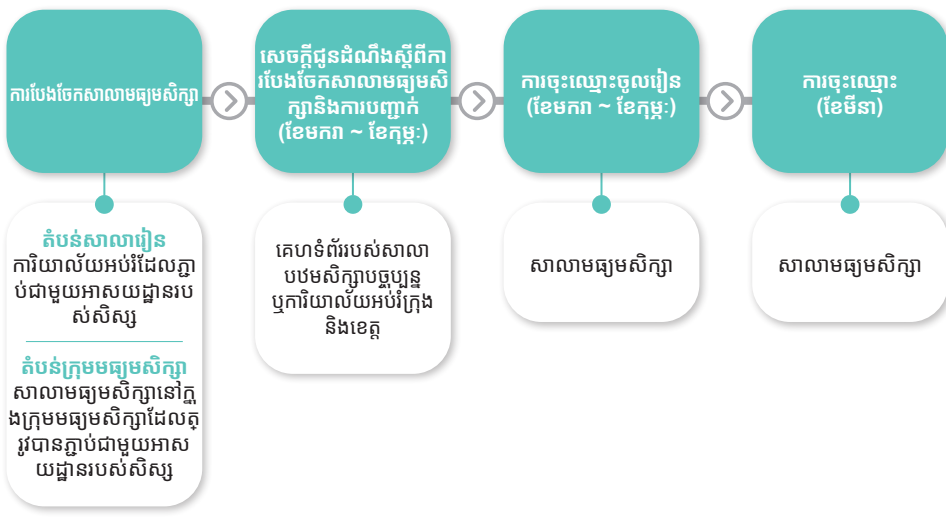 ការបែងចែកសាលាមធ្យមសិក្សា
សេចក្តីជូនដំណឹងស្តីពីកា
របែងចែកសាលាមធ្យមសិ
ក្សានិងការបញ្ជាក់
(ខែមករា ~ ខែកុម្ភៈ)
ការចុះឈ្មោះចូលរៀន
(ខែមករា ~ ខែកុម្ភៈ)
ការចុះឈ្មោះ
(ខែមីនា)
តំបន់សាលារៀន
ការិយាល័យអប់រំដែលភ្ជា
ប់ជាមួយអាសយដ្ឋានរប
ស់សិស្ស
តំបន់ក្រុមមធ្យមសិក្សា
សាលាមធ្យមសិក្សានៅក្នុ
ងក្រុមមធ្យមសិក្សាដែលត្
រូវបានភ្ជាប់ជាមួយអាស
យដ្ឋានរបស់សិស្ស
គេហទំព័ររបស់សាលា
បឋមសិក្សាបច្ចុប្បន្ន
ឬការិយាល័យអប់រំក្រុង
និងខេត្ត
សាលាមធ្យមសិក្សា
សាលាមធ្យមសិក្សា